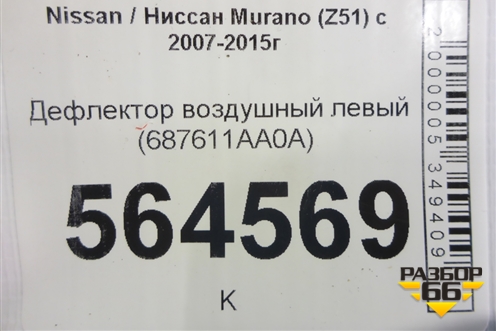 Nissan / Ниссан Murano (Z51) с
2007-2015г
Дефлектор воздушный левый
(687611AA0A)
564569
К
2000005349409
РАЗБОР
66